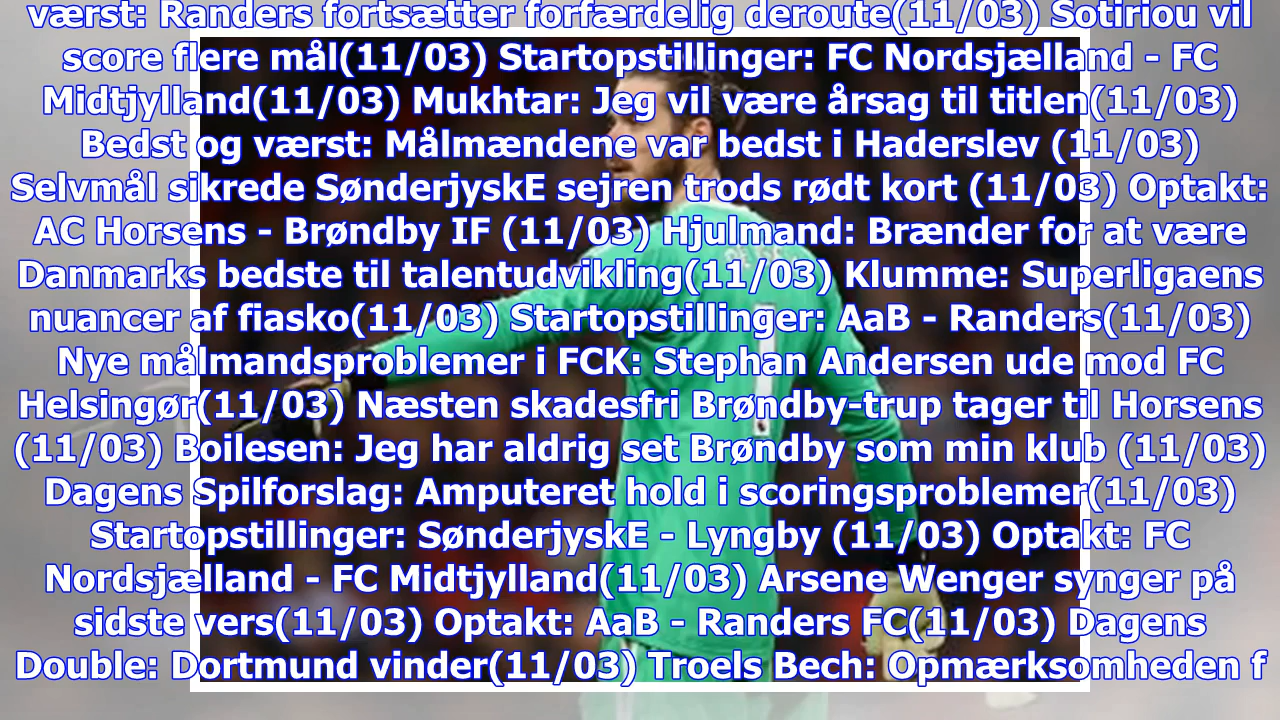 værst: Randers fortsætter forfærdelig deroute(11/03) Sotiriou vil
score flere mål(11/03) Startopstillinger: FC Nordsjælland - FC
Midtjylland(11/03) Mukhtar: Jeg vil være årsag til titlen(11/03)
Bedst og værst: Målmændene var bedst i Haderslev (11/03)
Selvmål sikrede SønderjyskE sejren trods rødt kort (11/03) Optakt:
AC Horsens - Brøndby IF (11/03) Hjulmand: Brænder for at være
Danmarks bedste til talentudvikling(11/03) Klumme: Superligaens
nuancer af fiasko(11/03) Startopstillinger: AaB - Randers(11/03)
Nye målmandsproblemer i FCK: Stephan Andersen ude mod FC
Helsingør(11/03) Næsten skadesfri Brøndby-trup tager til Horsens
(11/03) Boilesen: Jeg har aldrig set Brøndby som min klub (11/03)
Dagens Spilforslag: Amputeret hold i scoringsproblemer(11/03)
Startopstillinger: SønderjyskE - Lyngby (11/03) Optakt: FC
Nordsjælland - FC Midtjylland(11/03) Arsene Wenger synger på
sidste vers(11/03) Optakt: AaB - Randers FC(11/03) Dagens
Double: Dortmund vinder(11/03) Troels Bech: Opmærksomheden f
1